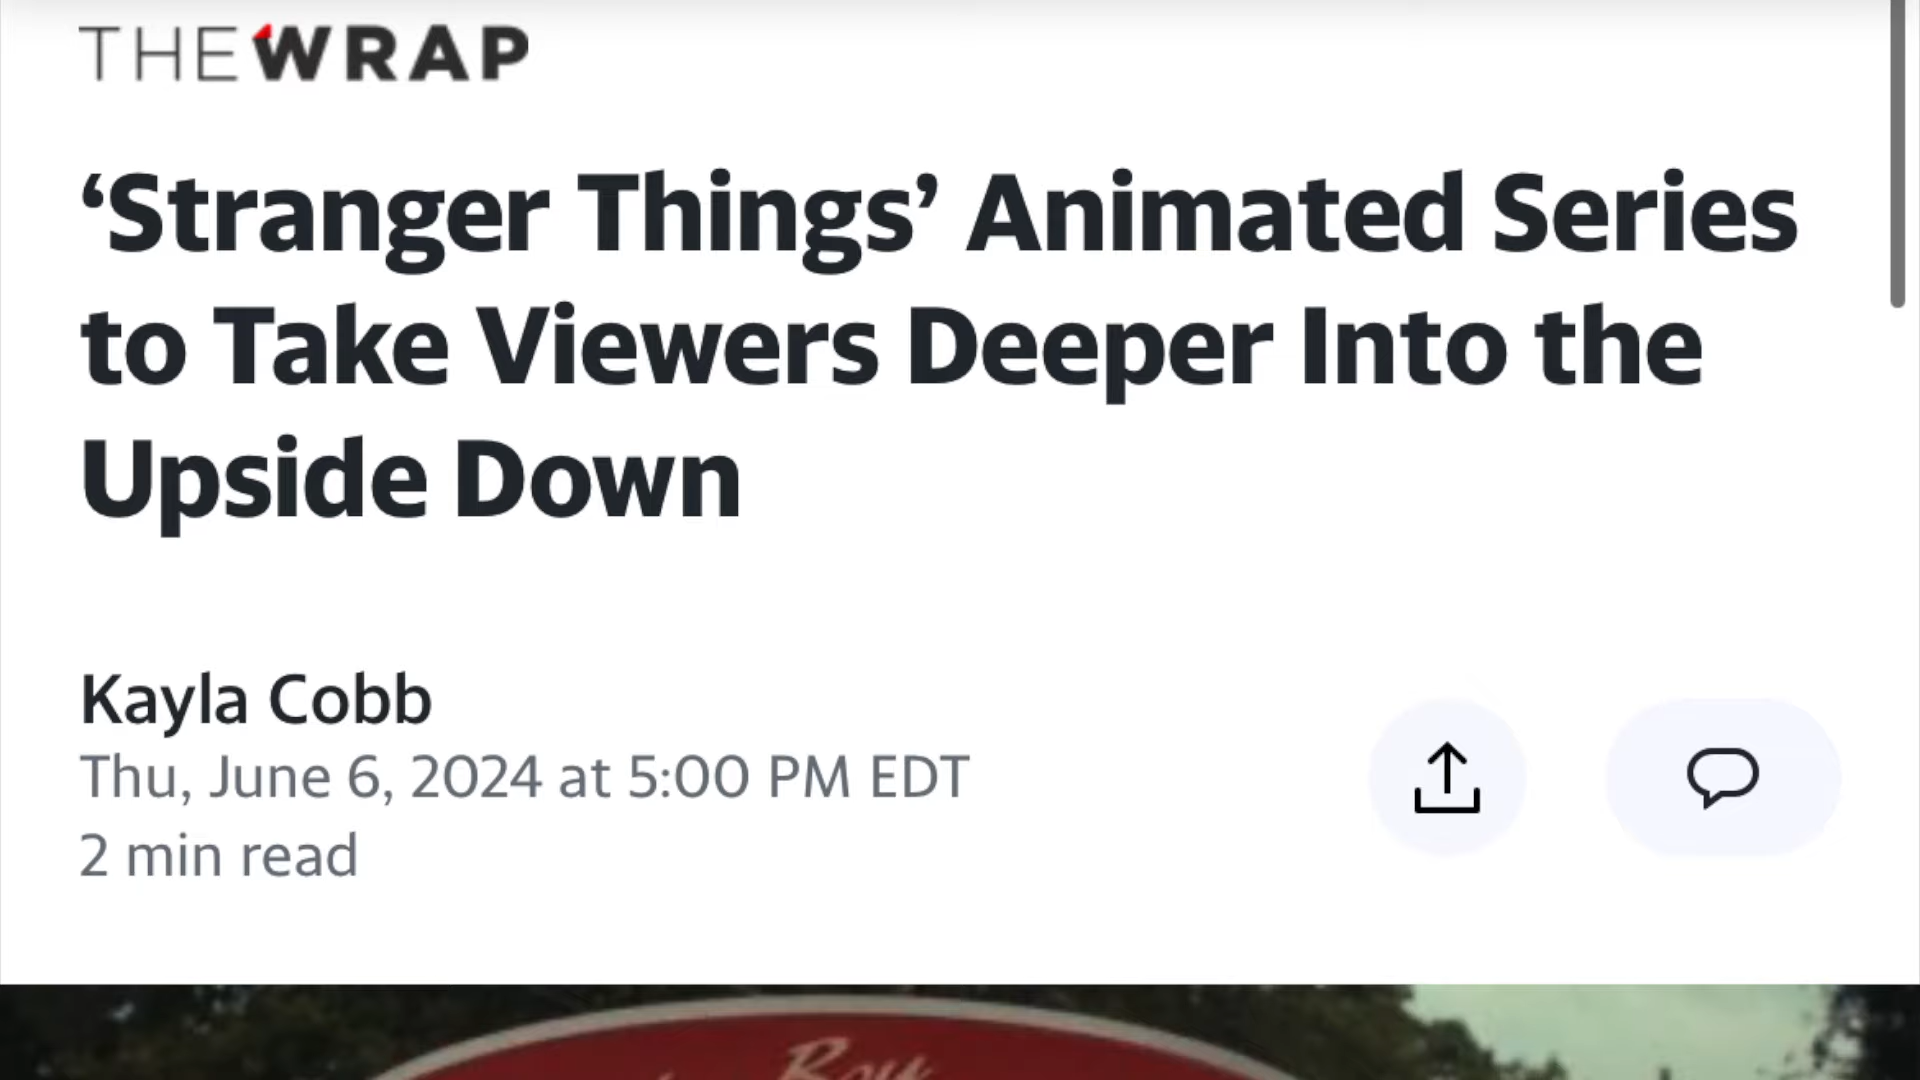 THEWRAP
‘Stranger Things’ Animated Series
to Take Viewers Deeper Into the
Upside Down
Kayla Cobb
Thu, June 6, 2024 at 5:00 PM EDT
2 min read
Boy